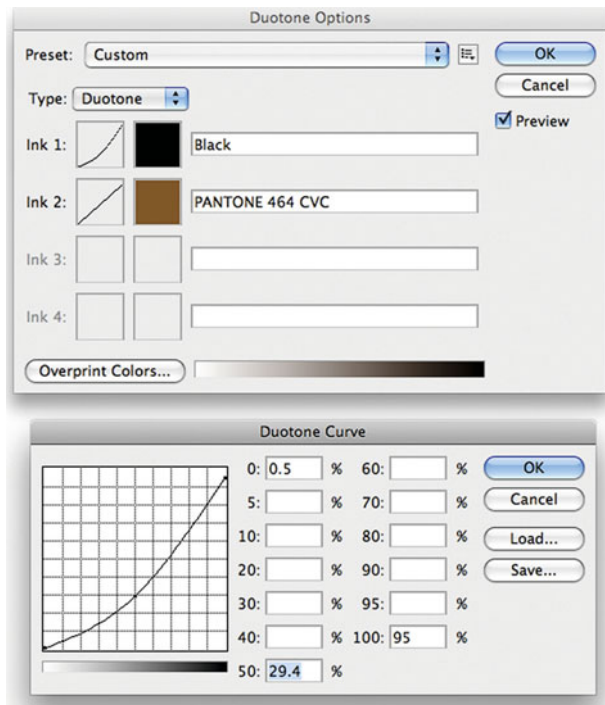 Duotone Options
Preset: Custom
OK
Cancel
Type: Duotone
Preview
Ink 1: Black
Ink 2: PANTONE 464 CVC
Ink 3:
Ink 4:
Overprint Colors...
Duotone Curve
0: 0.5 % 60: % OK
5: % 70: % Cancel
10: % 80: % Load...
20: % 90: % Save...
30: % 95: %
40: % 100: 95 %
50: 29.4 %